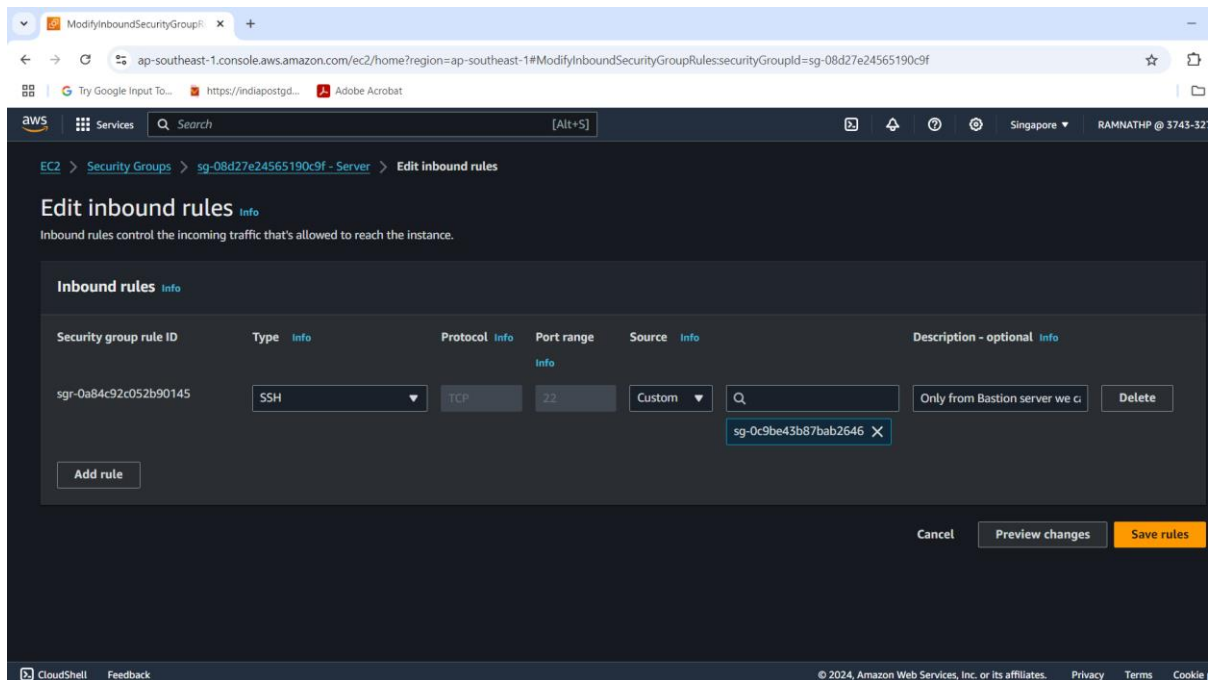 ModifyInboundSecurityGroupR
ap-southeast-1.console.aws.amazon.com/ec2/home?region=ap-southeast-1#ModifyInboundSecurityGroupRules:securityGroupId=sg-08d27e24565190c9f
Try Google Input To... https://indiapostgd... Adobe Acrobat
aws Services Search [Alt+S] Singapore RAMNATHP @ 3743-327
EC2 > Security Groups > sg-08d27e24565190c9f - Server > Edit inbound rules
Edit inbound rules Info
Inbound rules control the incoming traffic that's allowed to reach the instance.
Inbound rules Info
Security group rule ID Type Info Protocol Info Port range Source Info Description - optional Info
Info
sgr-0a84c92c052b90145 SSH TCP 22 Custom Only from Bastion server we ca Delete
sg-0c9be43b87bab2646
Add rule
Cancel Preview changes Save rules
CloudShell Feedback © 2024, Amazon Web Services, Inc. or its affiliates. Privacy Terms Cookie